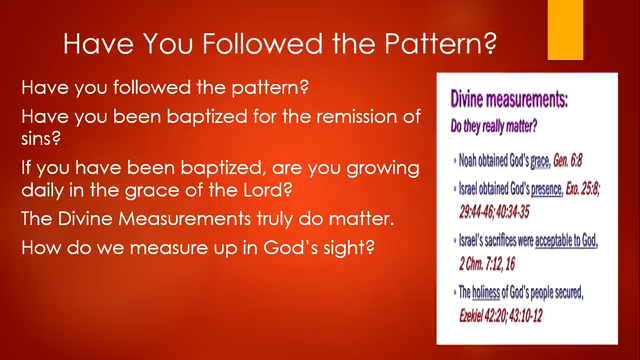 Have You Followed the Pattern?
Have you followed the pattern?
Have you been baptized for the remission of
sins?
If you have been baptized, are you growing
daily in the grace of the Lord?
The Divine Measurements truly do matter.
How do we measure up in God's sight?
Divine measurements:
Do they really matter?
• Noah obtained God's grace, Gen. 6:8
• Israel obtained God's presence, Exo. 25:8;
29:44-46; 40:34-35
• Israel's sacrifices were acceptable to God,
2 Chrn. 7:12, 16
• The holiness of God's people secured,
Ezekiel 42:20; 43:10-12